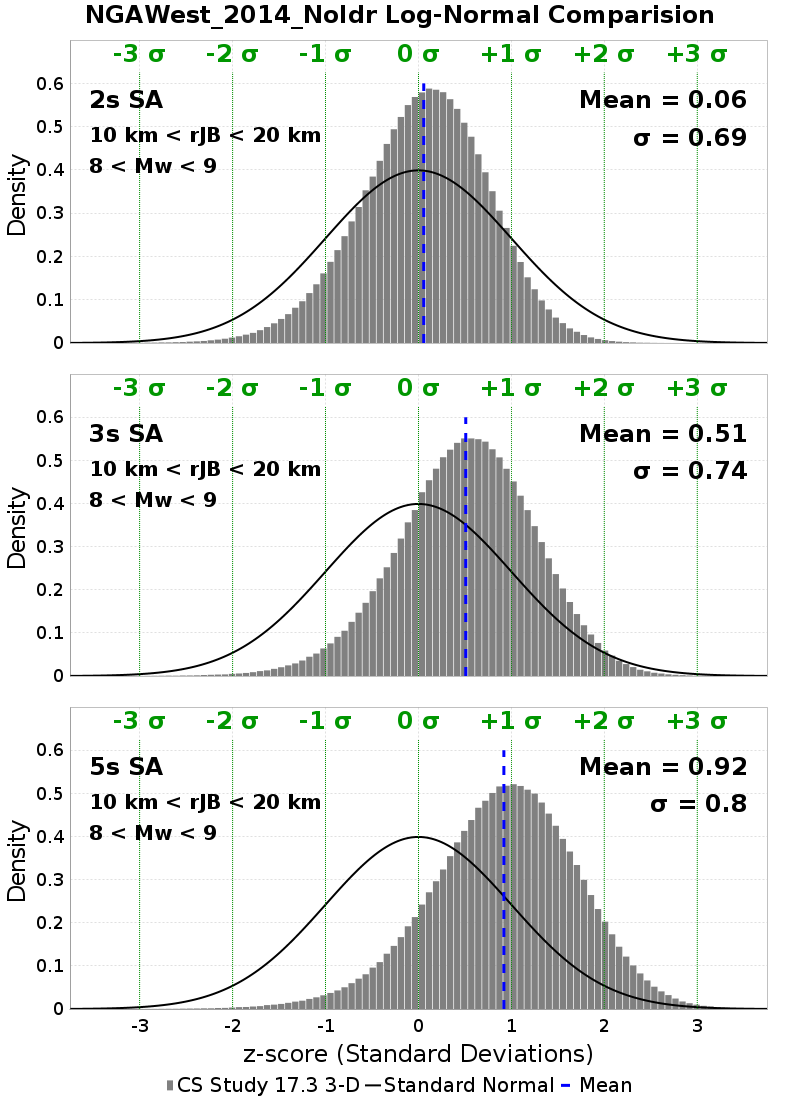 NGAWest_2014_NoIdr Log-Normal Comparision
-3 σ -2 σ -1 σ 0 σ +1 σ +2 σ +3 σ
2s SA Mean = 0.06
10 km < rJB < 20 km σ = 0.69
8 < Mw < 9
Density
0.6
0.5
0.4
0.3
0.2
0.1
0
-3 σ -2 σ -1 σ 0 σ +1 σ +2 σ +3 σ
3s SA Mean = 0.51
10 km < rJB < 20 km σ = 0.74
8 < Mw < 9
Density
0.6
0.5
0.4
0.3
0.2
0.1
0
-3 σ -2 σ -1 σ 0 σ +1 σ +2 σ +3 σ
5s SA Mean = 0.92
10 km < rJB < 20 km σ = 0.8
8 < Mw < 9
Density
0.6
0.5
0.4
0.3
0.2
0.1
0
-3 -2 -1 0 1 2 3
z-score (Standard Deviations)
CS Study 17.3 3-D Standard Normal Mean